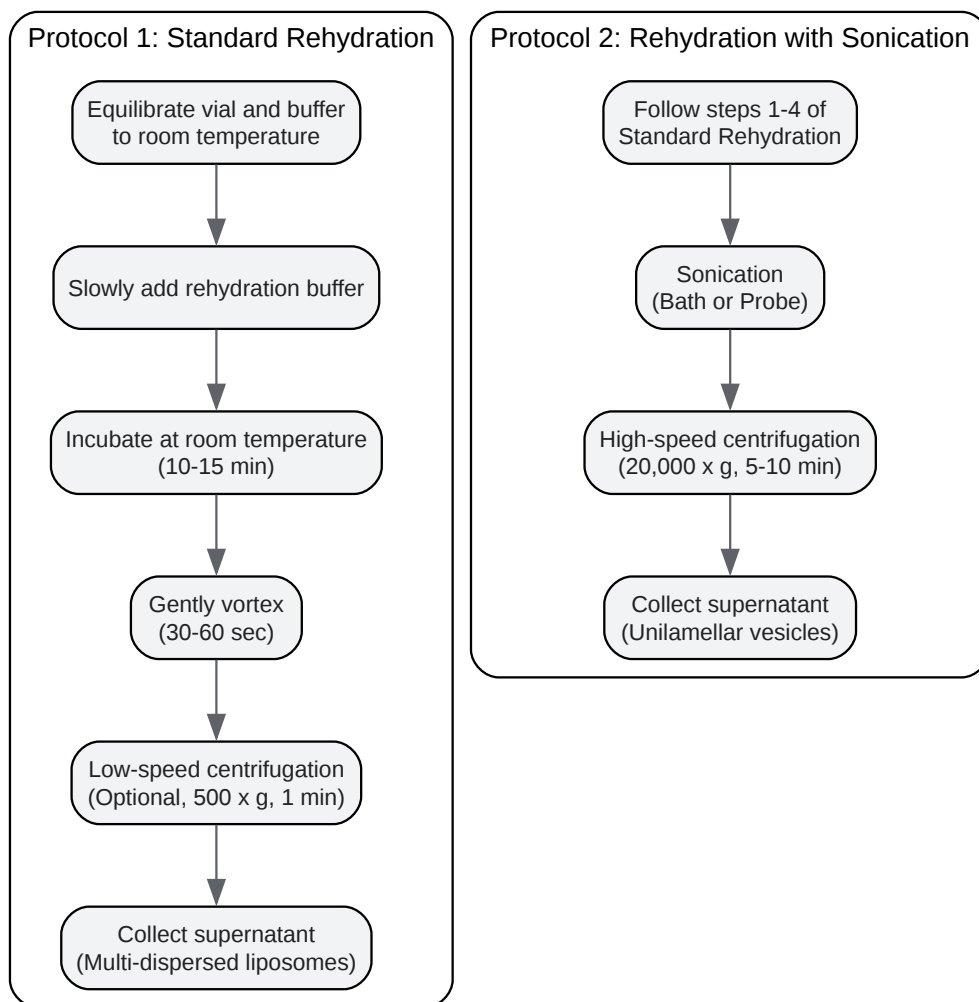 Protocol 1: Standard Rehydration
Equilibrate vial and buffer
to room temperature
Slowly add rehydration buffer
Incubate at room temperature
(10-15 min)
Gently vortex
(30-60 sec)
Low-speed centrifugation
(Optional, 500 x g, 1 min)
Collect supernatant
(Multi-dispersed liposomes)
Protocol 2: Rehydration with Sonication
Follow steps 1-4 of
Standard Rehydration
Sonication
(Bath or Probe)
High-speed centrifugation
(20,000 x g, 5-10 min)
Collect supernatant
(Unilamellar vesicles)